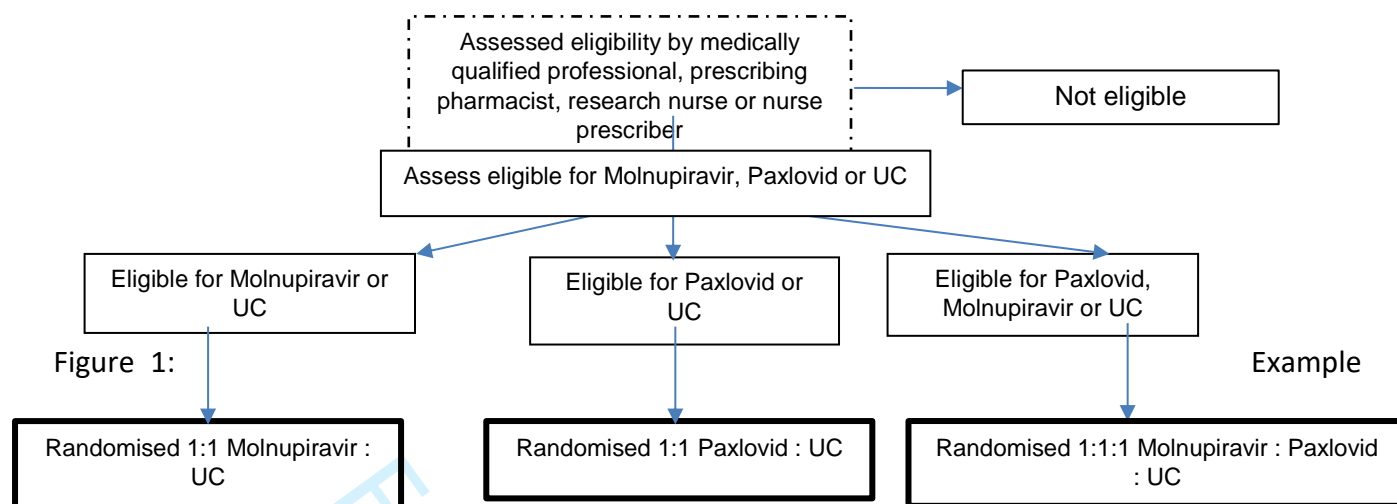 Assessed eligibility by medically
qualified professional, prescribing
pharmacist, research nurse or nurse
prescriber
Not eligible
Assess eligible for Molnupiravir, Paxlovid or UC
Eligible for Molnupiravir or
UC
Eligible for Paxlovid or
UC
Eligible for Paxlovid,
Molnupiravir or UC
Figure 1: Example
Randomised 1:1 Molnupiravir :
UC
Randomised 1:1 Paxlovid : UC
Randomised 1:1:1 Molnupiravir : Paxlovid
: UC